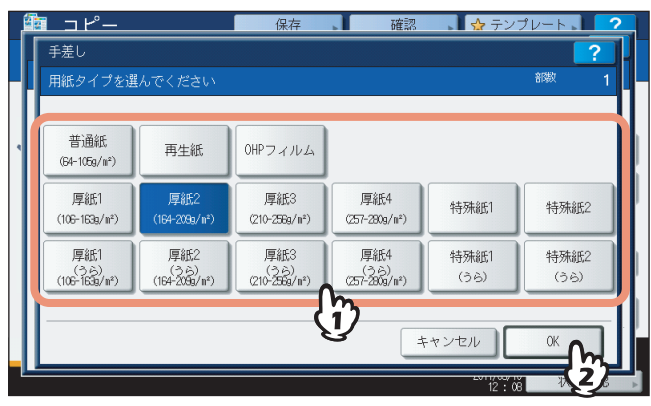 コピー
保存
確認
テンプレート
?
手差し
?
用紙タイプを選んでください
部数 1
普通紙
(64-105g/m²)
再生紙
OHPフィルム
厚紙1
(106-163g/m²)
厚紙2
(164-209g/m²)
厚紙3
(210-256g/m²)
厚紙4
(257-280g/m²)
特殊紙1
特殊紙2
厚紙1
(うら)
(106-163g/m²)
厚紙2
(うら)
(164-209g/m²)
厚紙3
(うら)
(210-256g/m²)
厚紙4
(うら)
(257-280g/m²)
特殊紙1
(うら)
特殊紙2
(うら)
1
キャンセル
OK
2
12:08